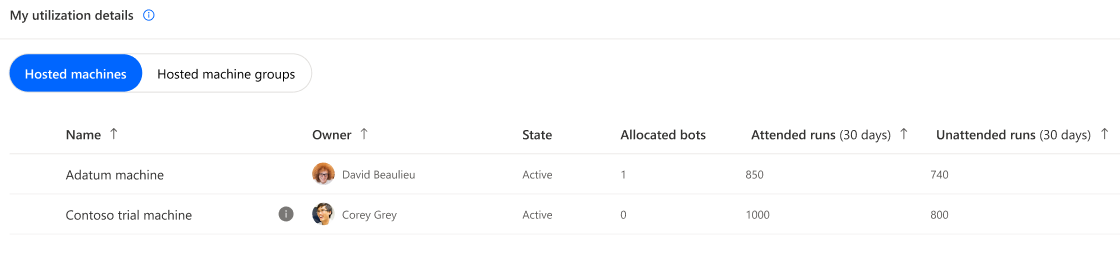 My utilization details
Hosted machines Hosted machine groups
Name ↑ Owner ↑ State Allocated bots Attended runs (30 days) ↑ Unattended runs (30 days) ↑
Adatum machine David Beaulieu Active 1 850 740
Contoso trial machine Corey Grey Active 0 1000 800